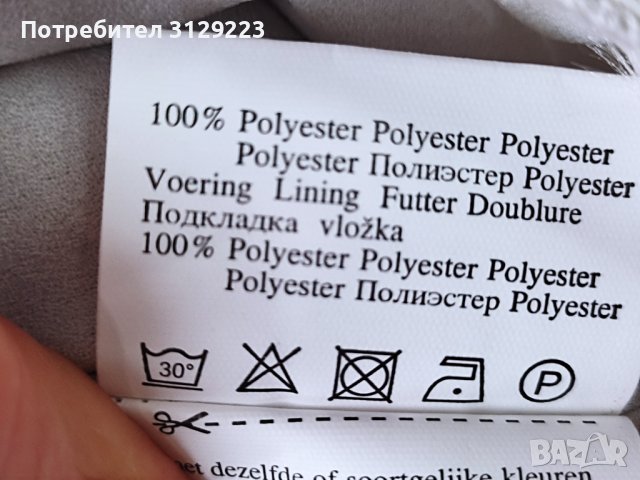 Потребител 3129223
100% Polyester Polyester Polyester
Polyester Полиэстер Polyester
Voering Lining Futter Doublure
Подкладка vložka
100% Polyester Polyester Polyester
Polyester Полиэстер Polyester
30° P
met dezelfde of soortgelijke kleuren
BAZAR